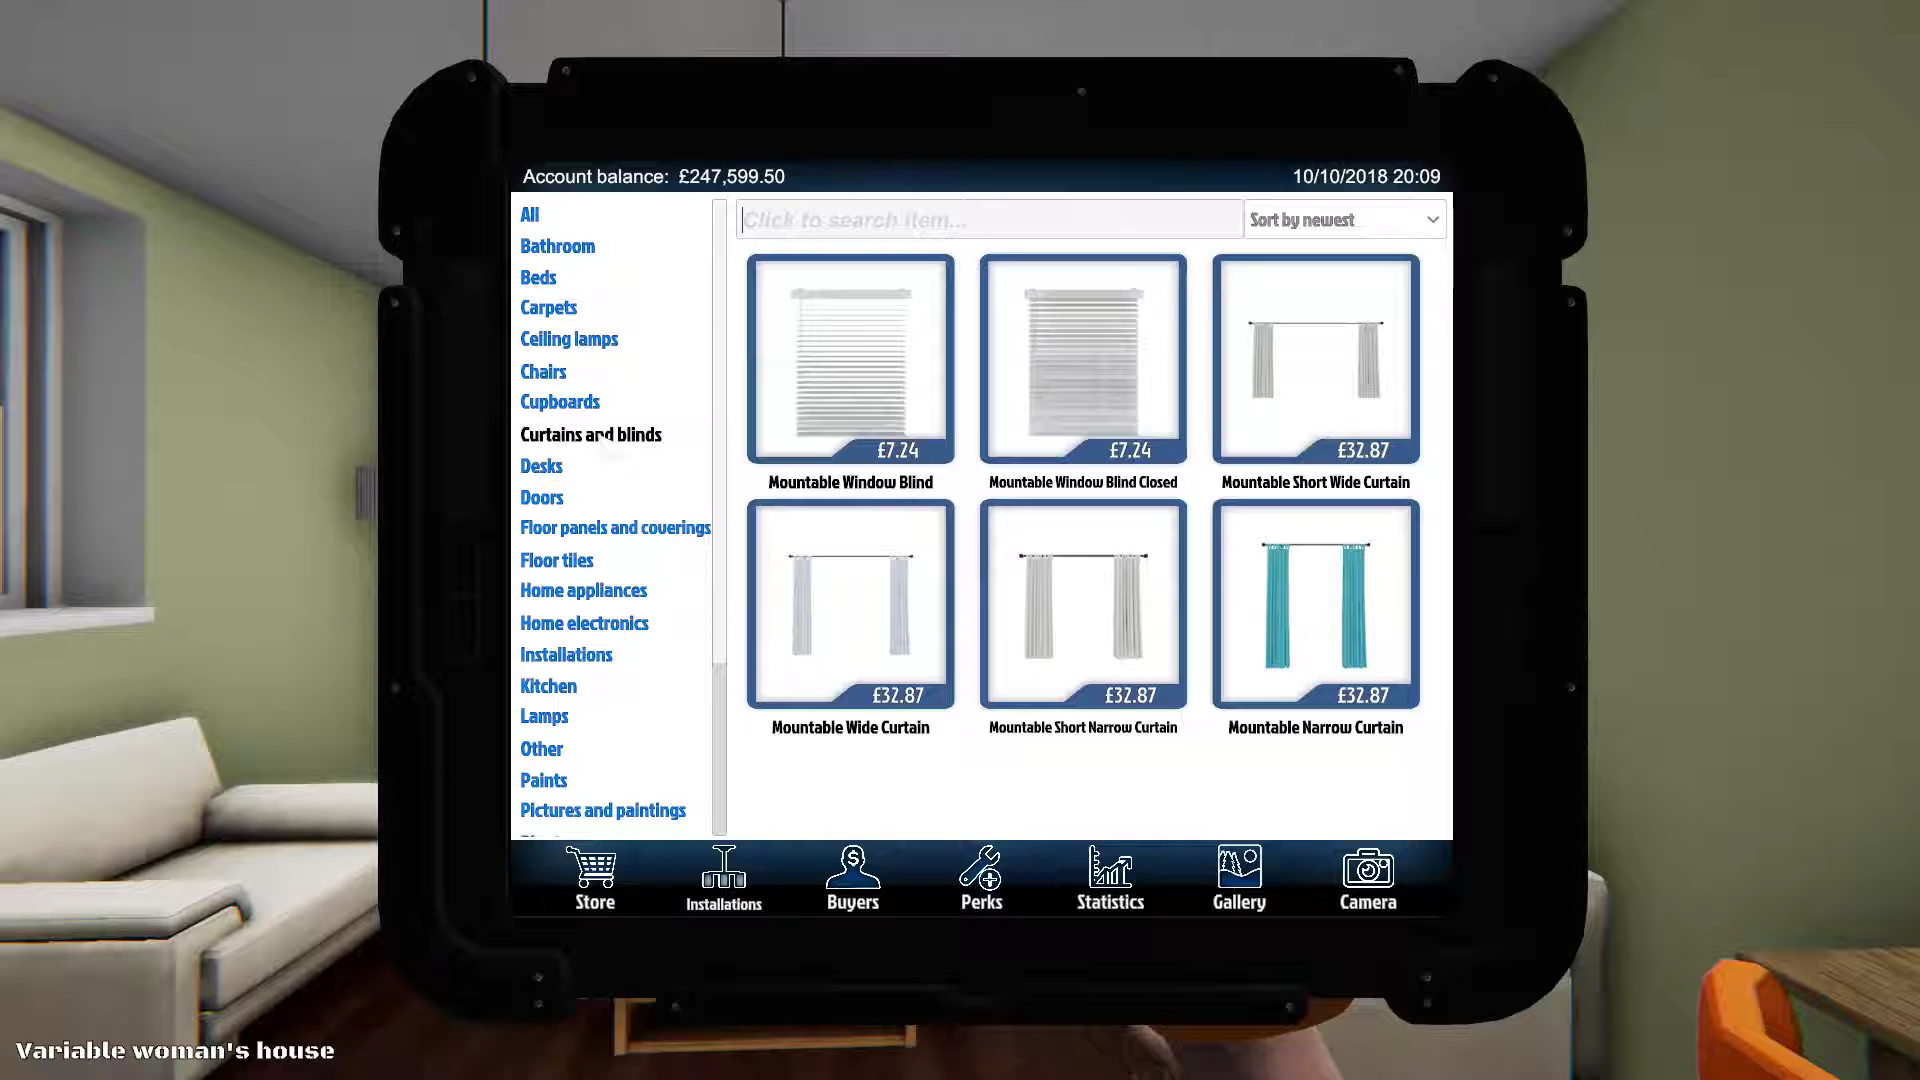 Account balance: £247,599.50
10/10/2018 20:09
All
Bathroom
Beds
Carpets
Ceiling lamps
Chairs
Cupboards
Curtains and blinds
Desks
Doors
Floor panels and coverings
Floor tiles
Home appliances
Home electronics
Installations
Kitchen
Lamps
Other
Paints
Pictures and paintings
Click to search item...
Sort by newest
£7.24
£7.24
£32.87
Mountable Window Blind
Mountable Window Blind Closed
Mountable Short Wide Curtain
£32.87
£32.87
£32.87
Mountable Wide Curtain
Mountable Short Narrow Curtain
Mountable Narrow Curtain
Store
Installations
Buyers
Perks
Statistics
Gallery
Camera
Variable woman's house